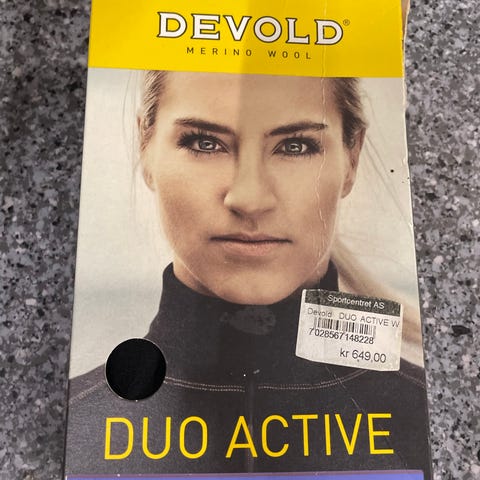 DEVOLD®
MERINO WOOL
Sportcentret AS
Devold DUO ACTIVE W
7028567148228
kr 649,00
DUO ACTIVE